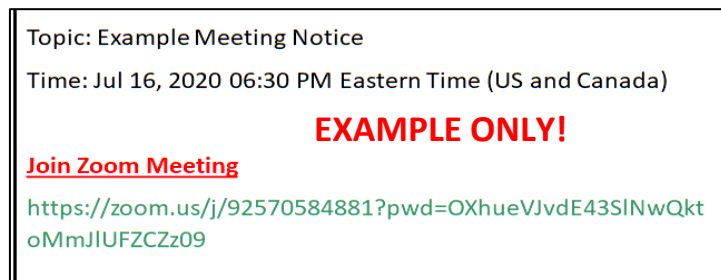 Topic: Example Meeting Notice
Time: Jul 16, 2020 06:30 PM Eastern Time (US and Canada)
EXAMPLE ONLY!
Join Zoom Meeting
https://zoom.us/j/92570584881?pwd=OXhueVJvdE43SlNwQkt
oMmJlUFZCZz09